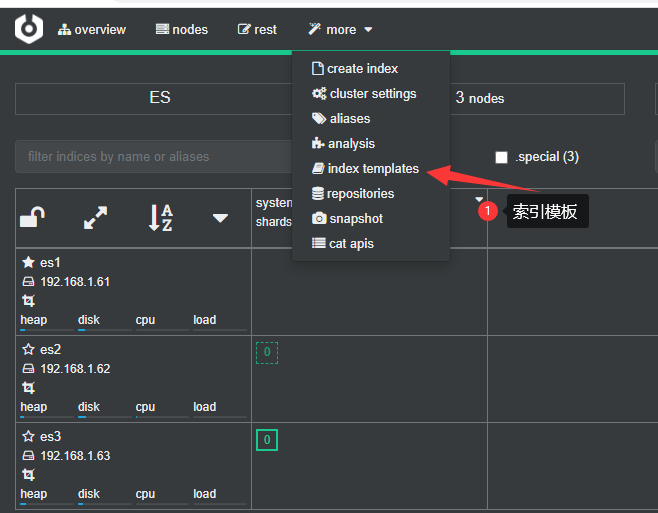 overview
nodes
rest
more
create index
cluster settings
aliases
analysis
index templates
repositories
snapshot
cat apis
ES
3 nodes
filter indices by name or aliases
.special (3)
1
索引模板
A
Z
system
shards
es1
192.168.1.61
heap disk cpu load
es2
192.168.1.62
heap disk cpu load
0
es3
192.168.1.63
heap disk cpu load
0